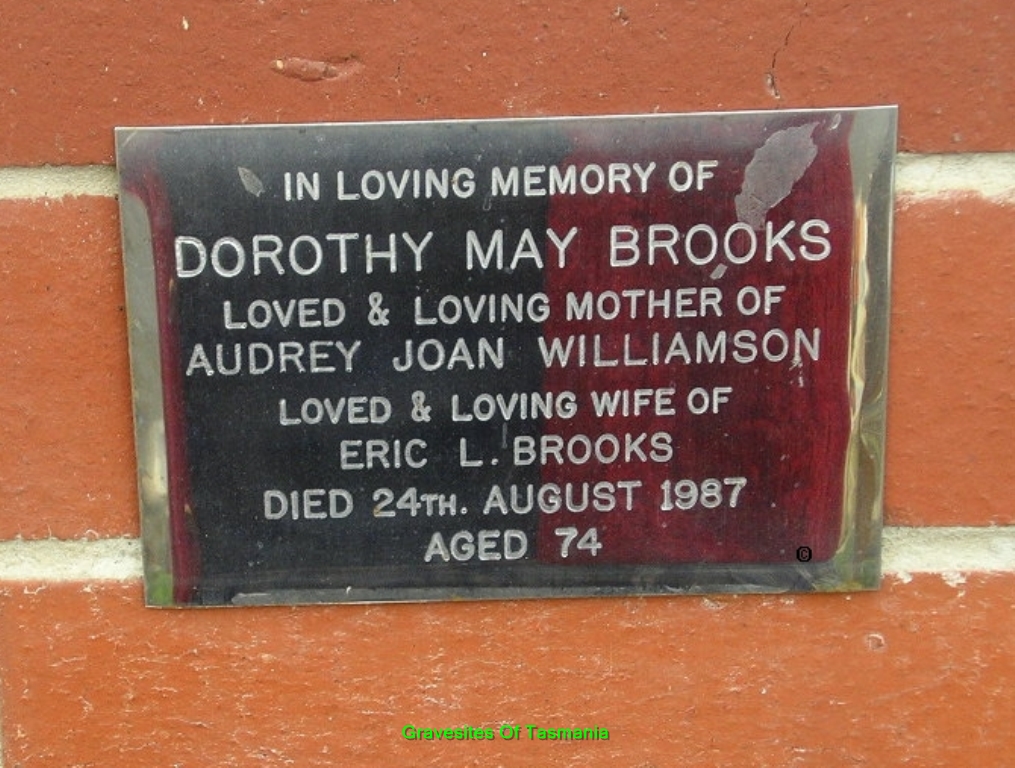 IN LOVING MEMORY OF
DOROTHY MAY BROOKS
LOVED & LOVING MOTHER OF
AUDREY JOAN WILLIAMSON
LOVED & LOVING WIFE OF
ERIC L. BROOKS
DIED 24TH. AUGUST 1987
AGED 74
©
Gravesites Of Tasmania